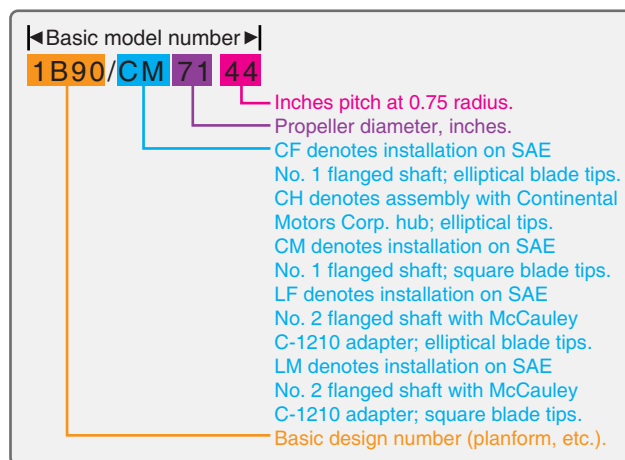 Basic model number
1B90/CM 71 44
Inches pitch at 0.75 radius.
Propeller diameter, inches.
CF denotes installation on SAE
No. 1 flanged shaft; elliptical blade tips.
CH denotes assembly with Continental
Motors Corp. hub; elliptical tips.
CM denotes installation on SAE
No. 1 flanged shaft; square blade tips.
LF denotes installation on SAE
No. 2 flanged shaft with McCauley
C-1210 adapter; elliptical blade tips.
LM denotes installation on SAE
No. 2 flanged shaft with McCauley
C-1210 adapter; square blade tips.
Basic design number (planform, etc.).